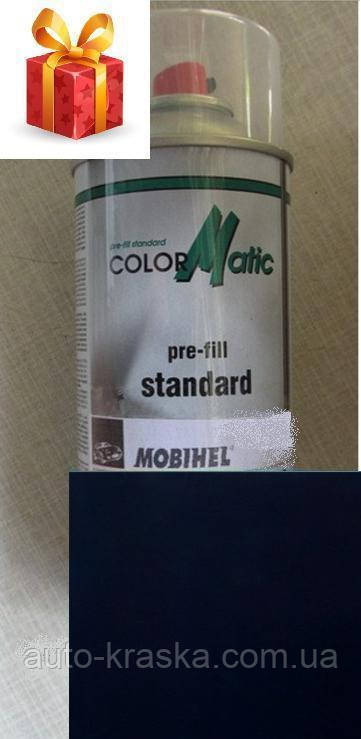 pre-fill standard
COLOR Matic
pre-fill
standard
MOBIHEL
auto-kraska.com.ua